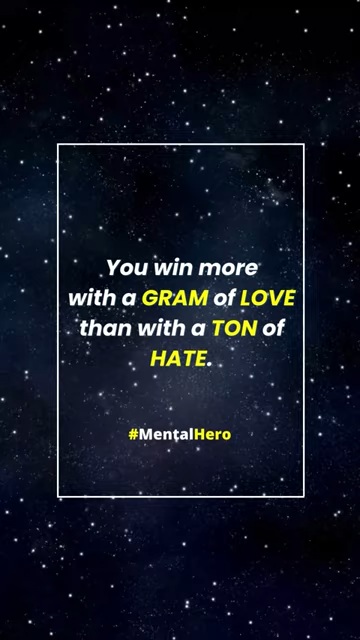 You win more
with a GRAM of LOVE
than with a TON of
HATE.
#MentalHero